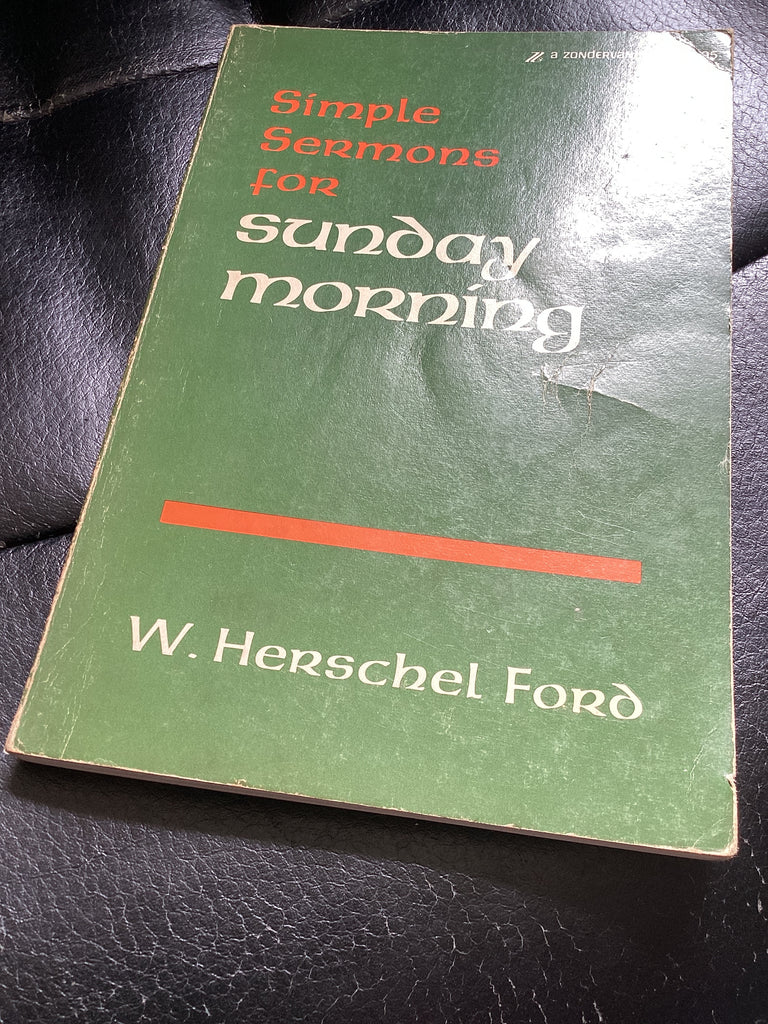 a ZONDERVAN
Simple
Sermons
for
Sunday
morning
W. Herschel Ford